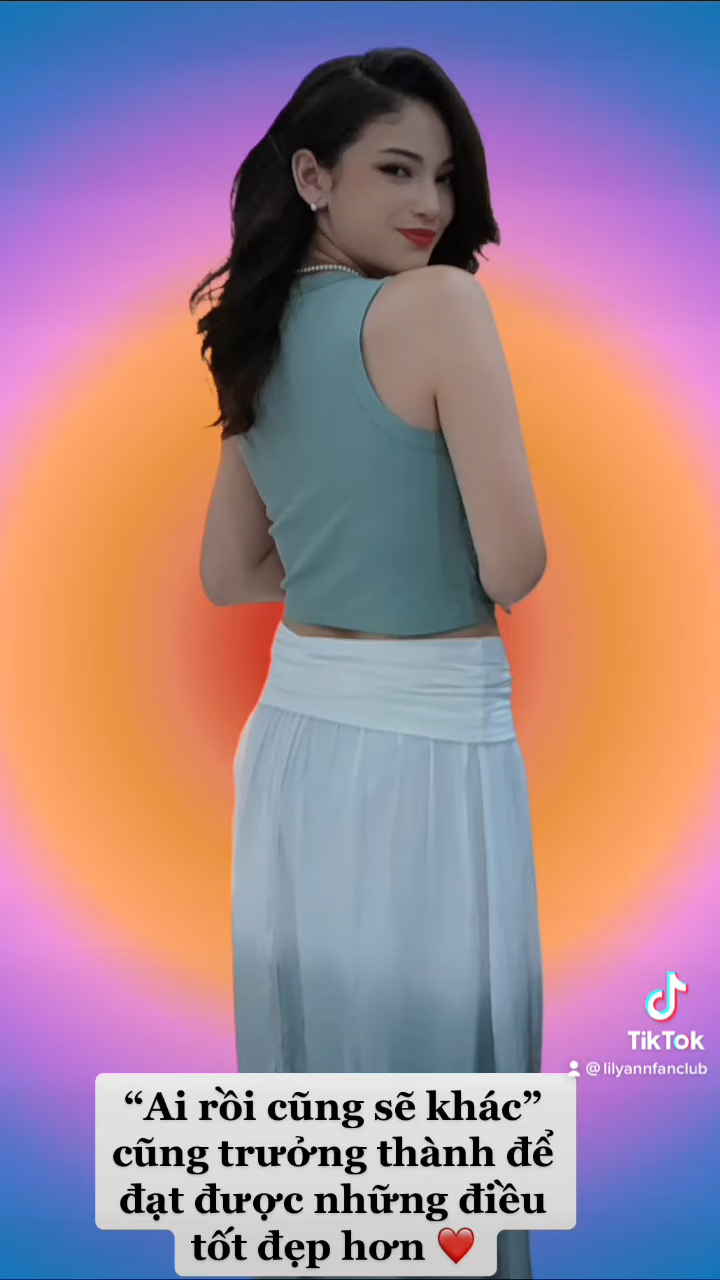 TikTok
@lilyannfanclub
“Ai rồi cũng sẽ khác”
cũng trưởng thành để
đạt được những điều
tốt đẹp hơn ❤️